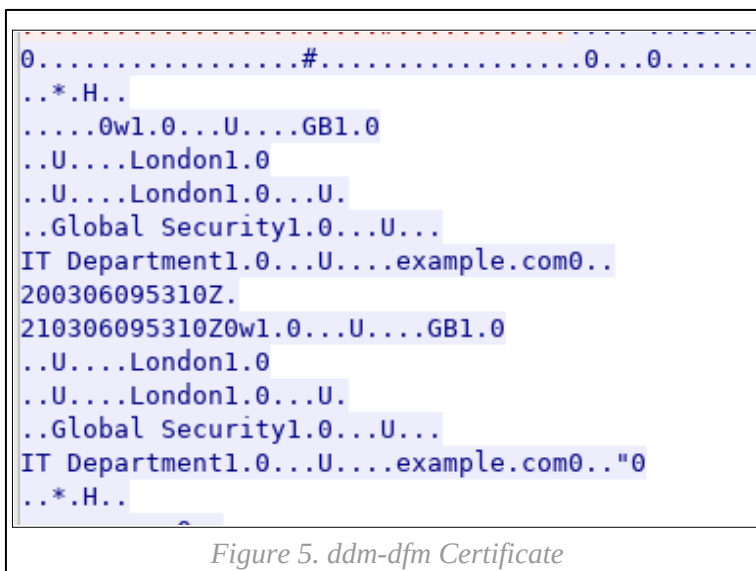 0.................#.................0...0......
..*.H..
.....0w1.0...U....GB1.0
..U....London1.0
..U....London1.0...U.
..Global Security1.0...U...
IT Department1.0...U....example.com0..
200306095310Z.
210306095310Z0w1.0...U....GB1.0
..U....London1.0
..U....London1.0...U.
..Global Security1.0...U...
IT Department1.0...U....example.com0.."0
..*.H..
Figure 5. ddm-dfm Certificate